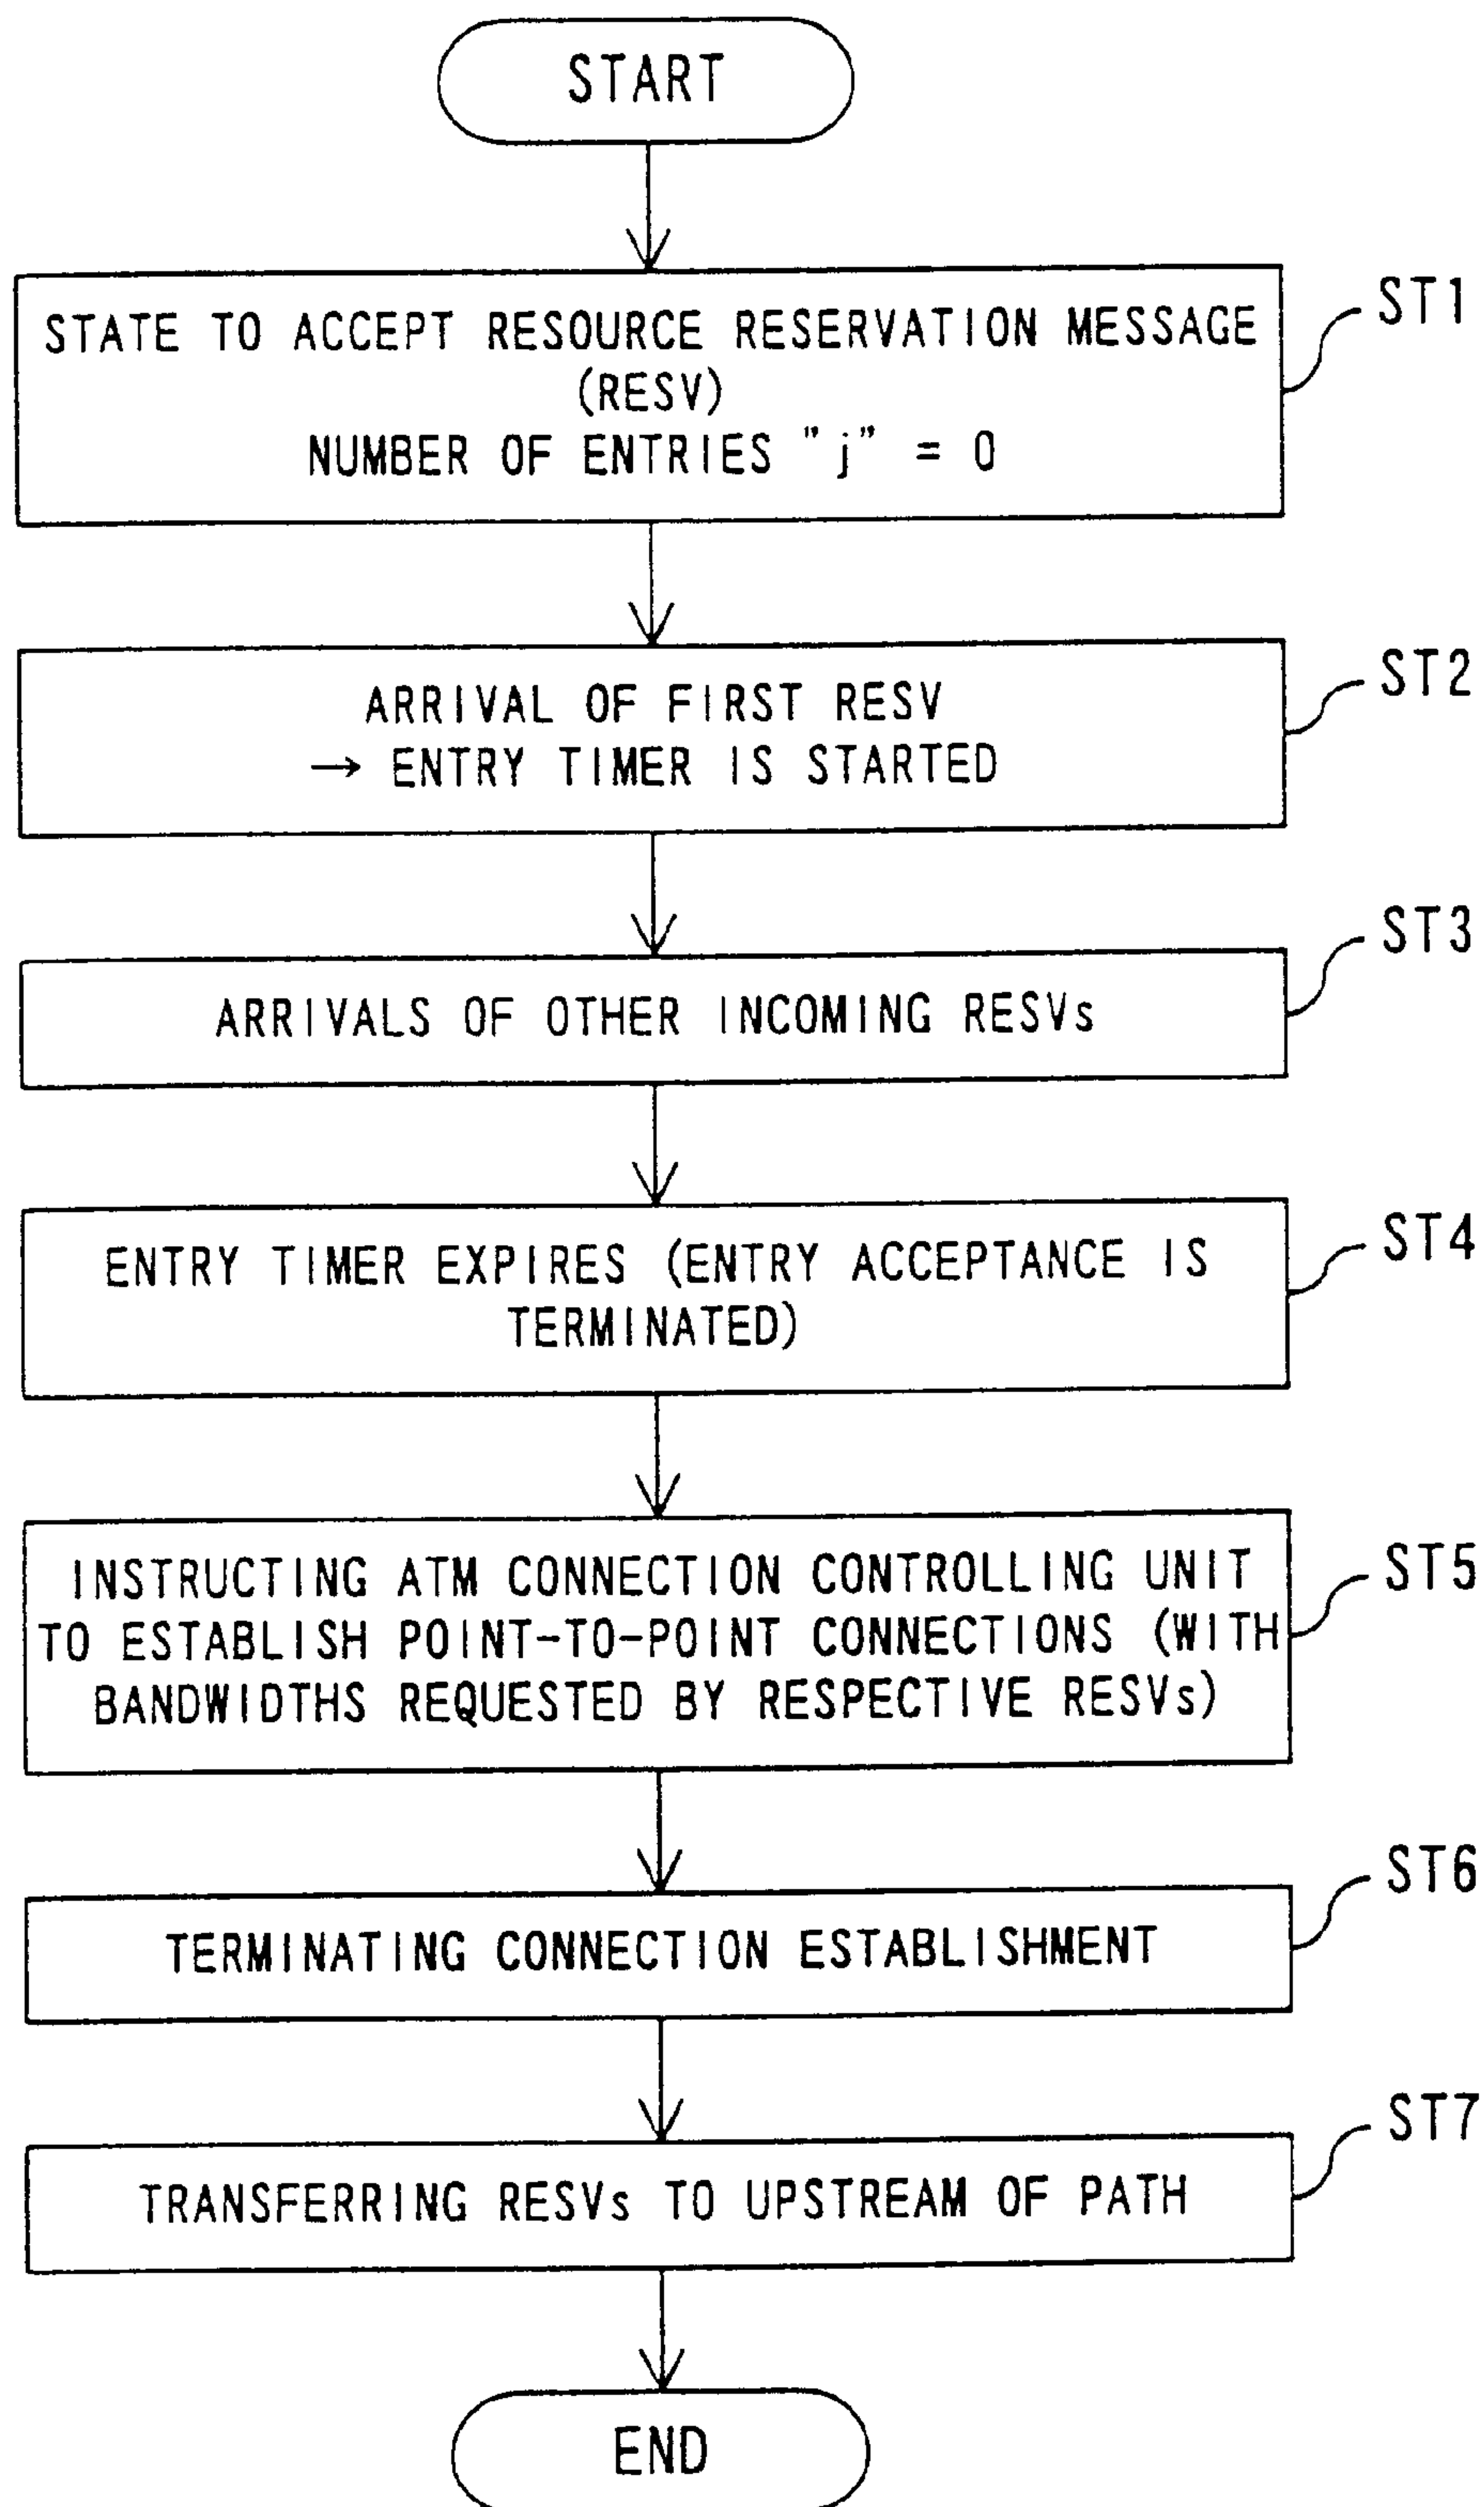 START
STATE TO ACCEPT RESOURCE RESERVATION MESSAGE
(RESV)
NUMBER OF ENTRIES "j" = 0
ST1
ARRIVAL OF FIRST RESV
→ ENTRY TIMER IS STARTED
ST2
ARRIVALS OF OTHER INCOMING RESVs
ST3
ENTRY TIMER EXPIRES (ENTRY ACCEPTANCE IS
TERMINATED)
ST4
INSTRUCTING ATM CONNECTION CONTROLLING UNIT
TO ESTABLISH POINT-TO-POINT CONNECTIONS (WITH
BANDWIDTHS REQUESTED BY RESPECTIVE RESVs)
ST5
TERMINATING CONNECTION ESTABLISHMENT
ST6
TRANSFERRING RESVs TO UPSTREAM OF PATH
ST7
END